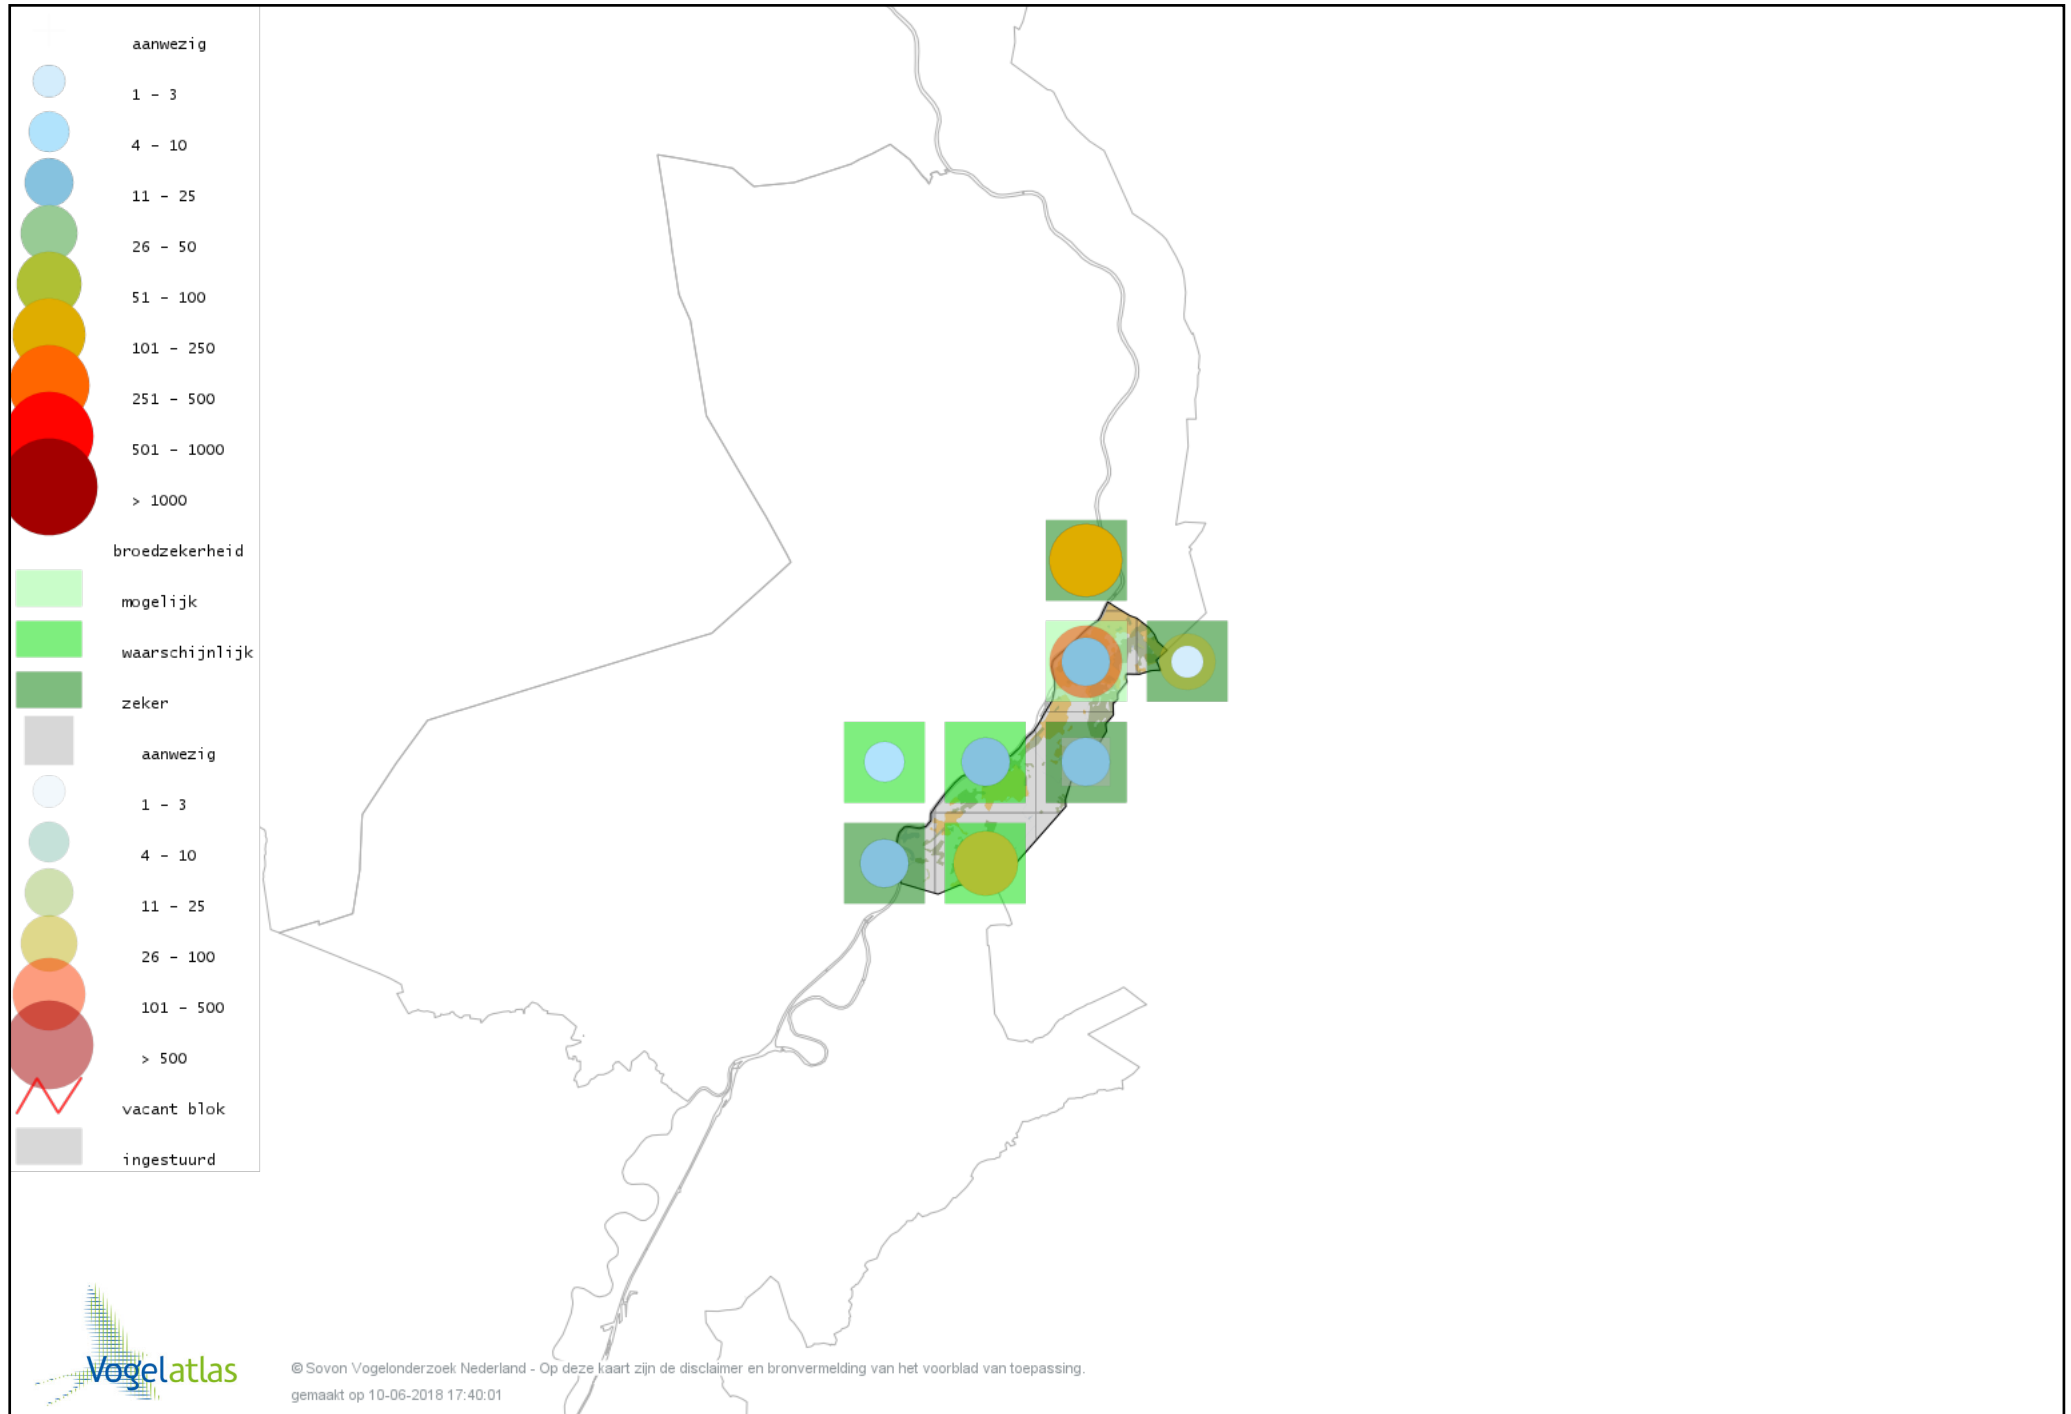 aanwezig
1 - 3
4 - 10
11 - 25
26 - 50
51 - 100
101 - 250
251 - 500
501 - 1000
> 1000
broedzekerheid
mogelijk
waarschijnlijk
zeker
aanwezig
1 - 3
4 - 10
11 - 25
26 - 100
101 - 500
> 500
vacant blok
ingestuurd
Vogelatlas
© Sovon Vogelonderzoek Nederland - Op deze kaart zijn de disclaimer en bronvermelding van het voorblad van toepassing.
gemaakt op 10-06-2018 17:40:01